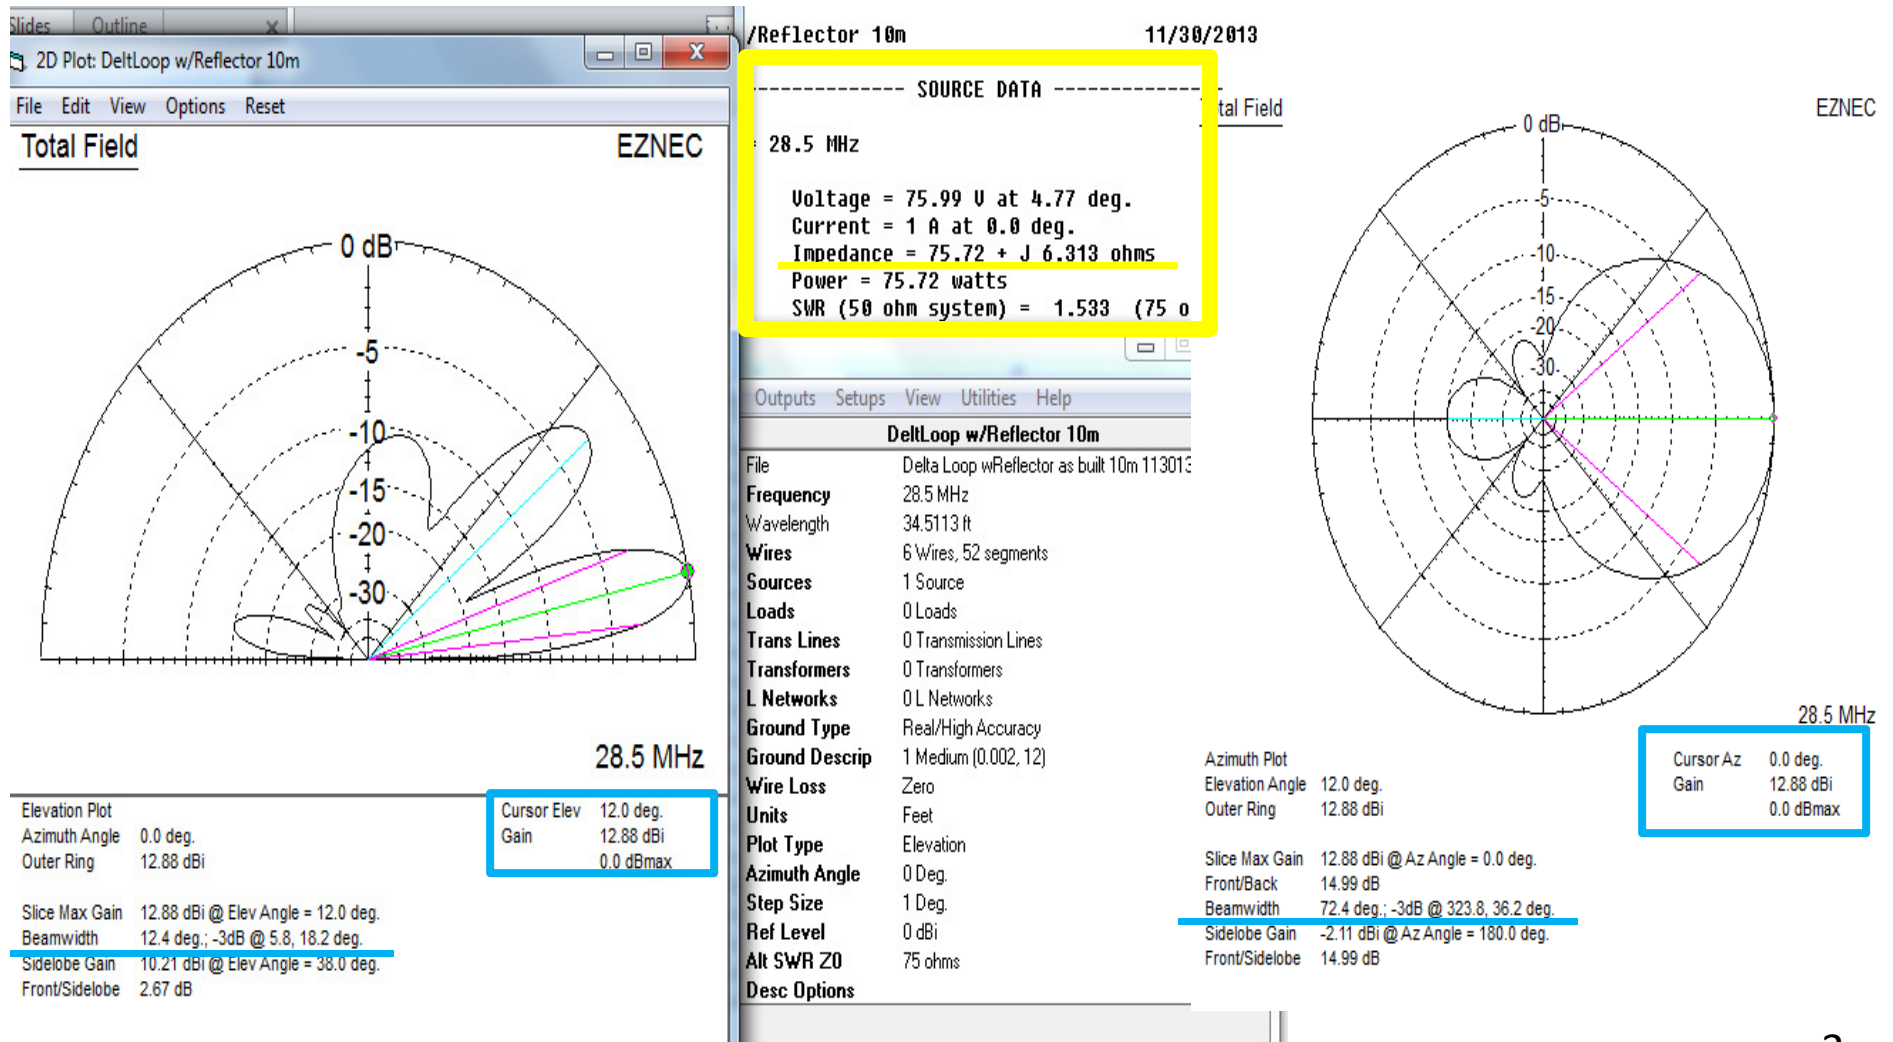 Slides Outline
2D Plot: DeltLoop w/Reflector 10m
File Edit View Options Reset
Total Field EZNEC
0 dB
-5
-10
-15
-20
-30
28.5 MHz
Elevation Plot
Azimuth Angle 0.0 deg.
Outer Ring 12.88 dBi
Cursor Elev 12.0 deg.
Gain 12.88 dBi
0.0 dBmax
Slice Max Gain 12.88 dBi @ Elev Angle = 12.0 deg.
Beamwidth 12.4 deg.; -3dB @ 5.8, 18.2 deg.
Sidelobe Gain 10.21 dBi @ Elev Angle = 38.0 deg.
Front/Sidelobe 2.67 dB
/Reflector 10m 11/30/2013
------------- SOURCE DATA -------------
= 28.5 MHz
Voltage = 75.99 V at 4.77 deg.
Current = 1 A at 0.0 deg.
Impedance = 75.72 + J 6.313 ohms
Power = 75.72 watts
SWR (50 ohm system) = 1.533 (75 o
Outputs Setups View Utilities Help
DeltLoop w/Reflector 10m
File Delta Loop wReflector as built 10m 113013
Frequency 28.5 MHz
Wavelength 34.5113 ft
Wires 6 Wires, 52 segments
Sources 1 Source
Loads 0 Loads
Trans Lines 0 Transmission Lines
Transformers 0 Transformers
L Networks 0 L Networks
Ground Type Real/High Accuracy
Ground Descrip 1 Medium (0.002, 12)
Wire Loss Zero
Units Feet
Plot Type Elevation
Azimuth Angle 0 Deg.
Step Size 1 Deg.
Ref Level 0 dBi
Alt SWR Z0 75 ohms
Desc Options
tal Field EZNEC
0 dB
-5
-10
-15
-20
-30
28.5 MHz
Azimuth Plot
Elevation Angle 12.0 deg.
Outer Ring 12.88 dBi
Cursor Az 0.0 deg.
Gain 12.88 dBi
0.0 dBmax
Slice Max Gain 12.88 dBi @ Az Angle = 0.0 deg.
Front/Back 14.99 dB
Beamwidth 72.4 deg.; -3dB @ 323.8, 36.2 deg.
Sidelobe Gain -2.11 dBi @ Az Angle = 180.0 deg.
Front/Sidelobe 14.99 dB